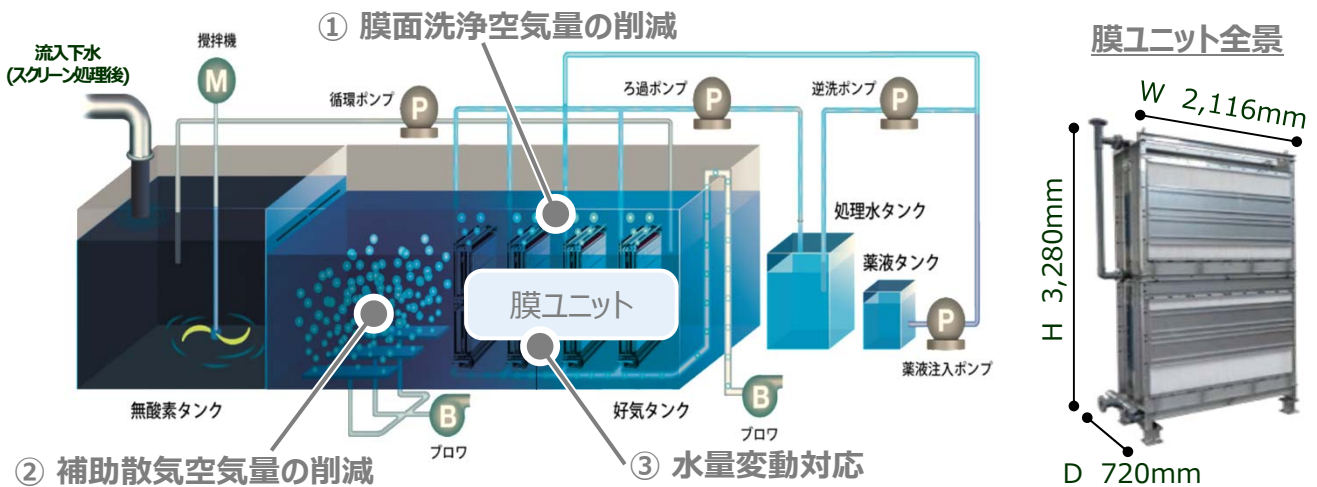 ① 膜面洗浄空気量の削減
膜ユニット全景
流入下水
(スクリーン処理後)
攪拌機
M
循環ポンプ
P
ろ過ポンプ
P
逆洗ポンプ
P
W 2,116mm
H 3,280mm
D 720mm
処理水タンク
薬液タンク
P
薬液注入ポンプ
膜ユニット
無酸素タンク
B
ブロワ
好気タンク
B
ブロワ
② 補助散気空気量の削減
③ 水量変動対応